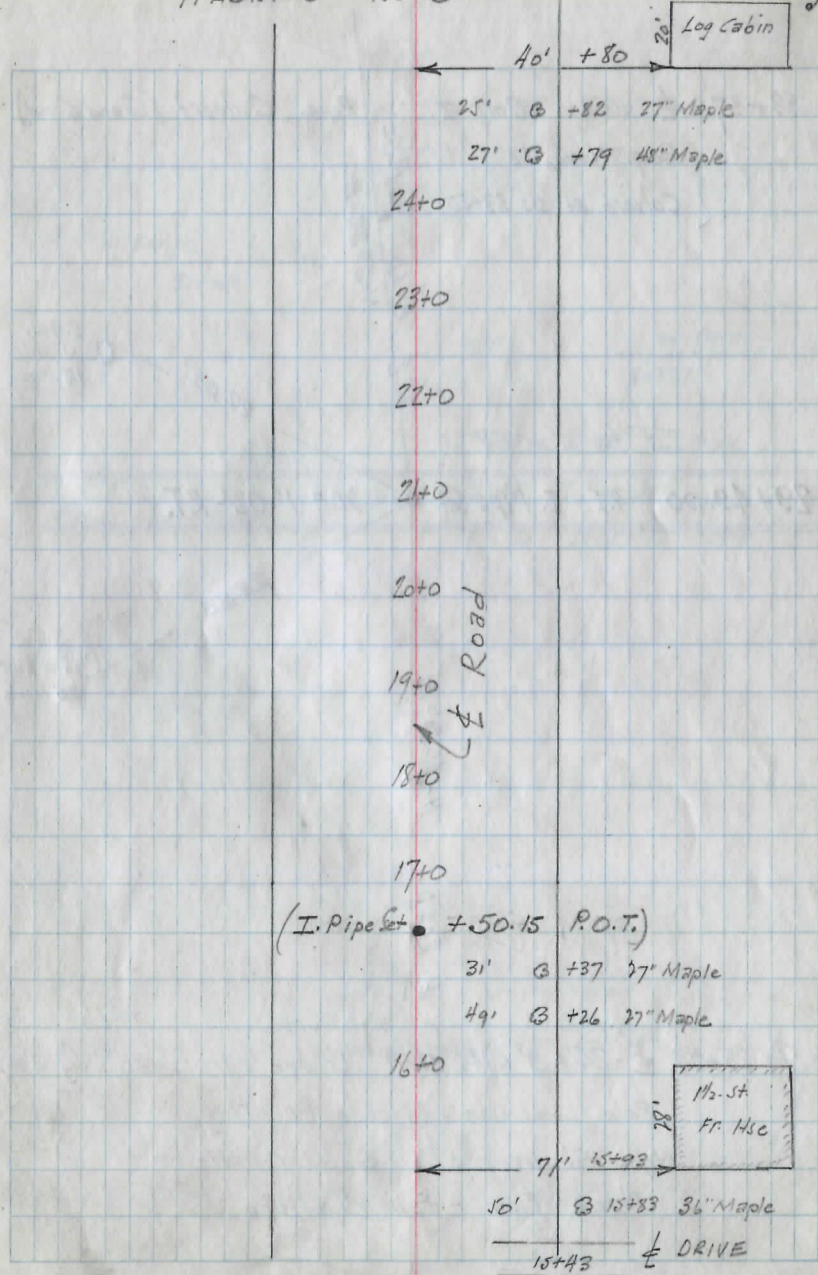 Log Cabin
20'
40' +80
25' +82 27" Maple
27' +79 48" Maple
24+0
23+0
22+0
21+0
20+0
19+0
℄ Road
18+0
17+0
(I. Pipe Set • +50.15 P.O.T.)
31' +37 27" Maple
49' +26 27" Maple
16+0
1½-St.
Fr. Hse
28'
71' 15+93
50' 15+83 36" Maple
℄ DRIVE
15+43